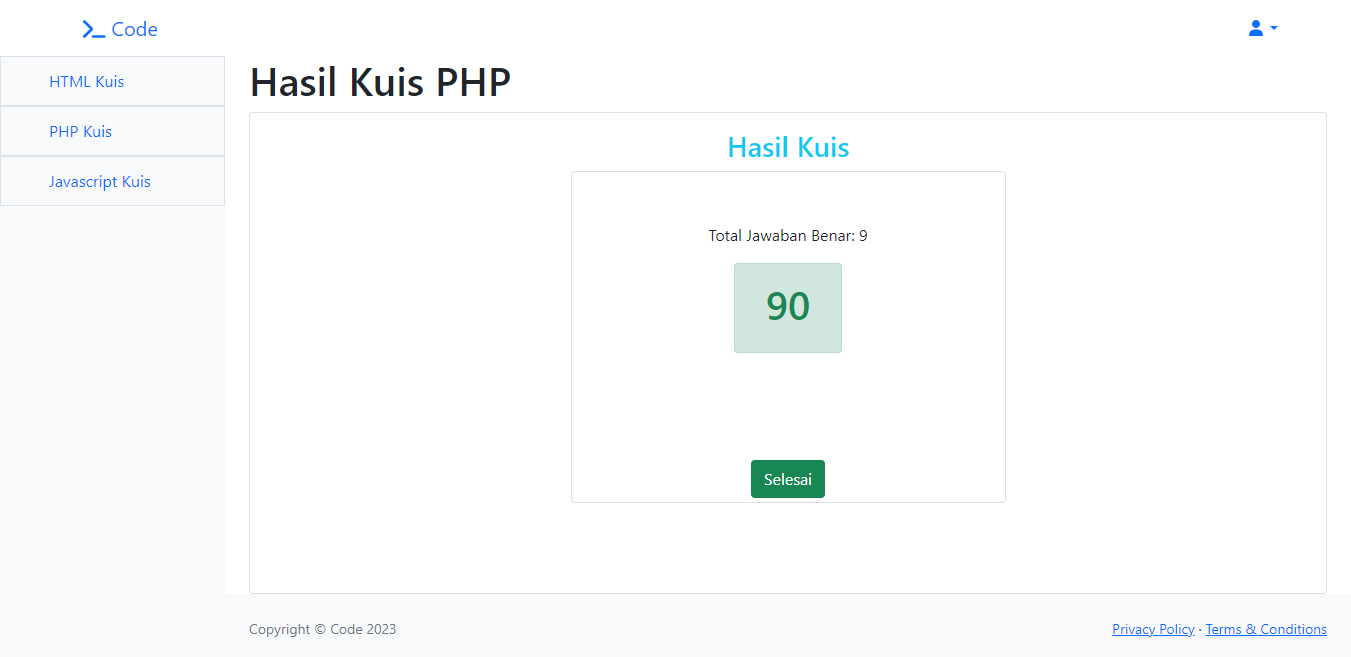 Code
HTML Kuis
PHP Kuis
Javascript Kuis
Hasil Kuis PHP
Hasil Kuis
Total Jawaban Benar: 9
90
Selesai
Copyright © Code 2023
Privacy Policy · Terms & Conditions